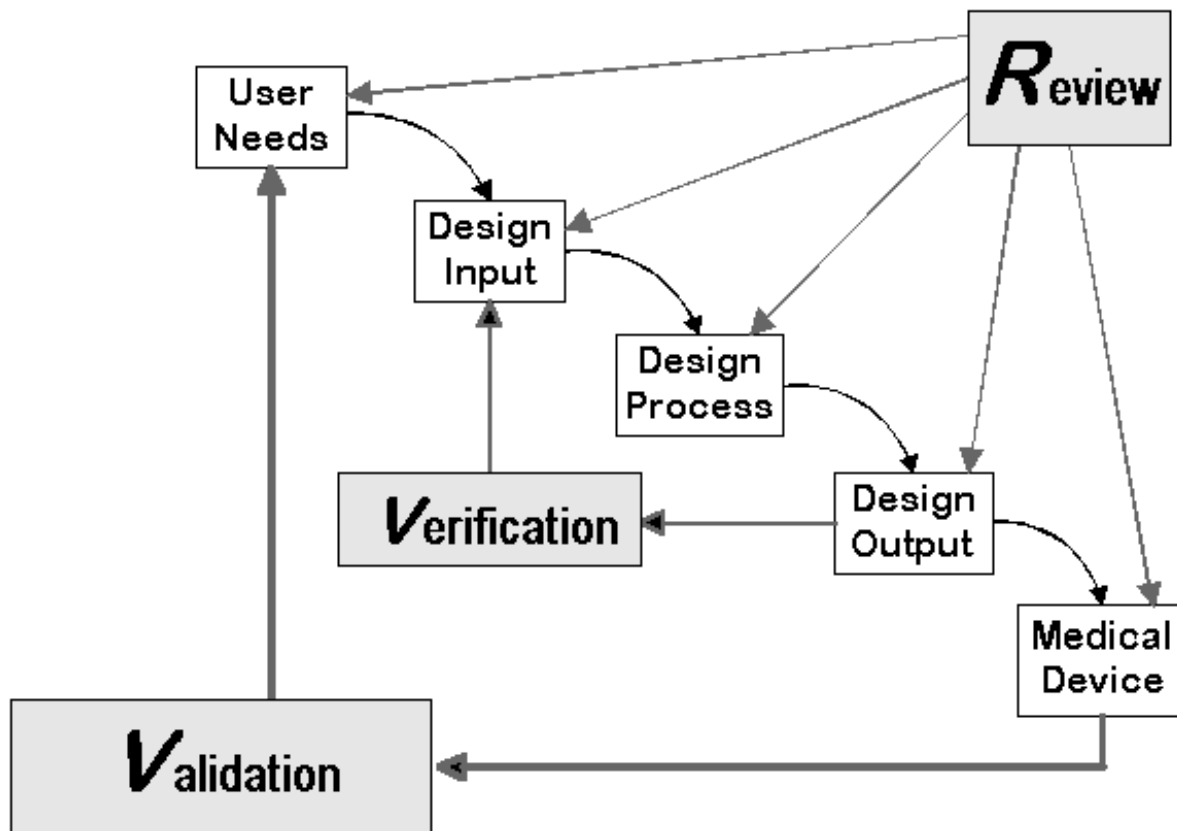 Review
User
Needs
Design
Input
Design
Process
Verification
Design
Output
Medical
Device
Validation